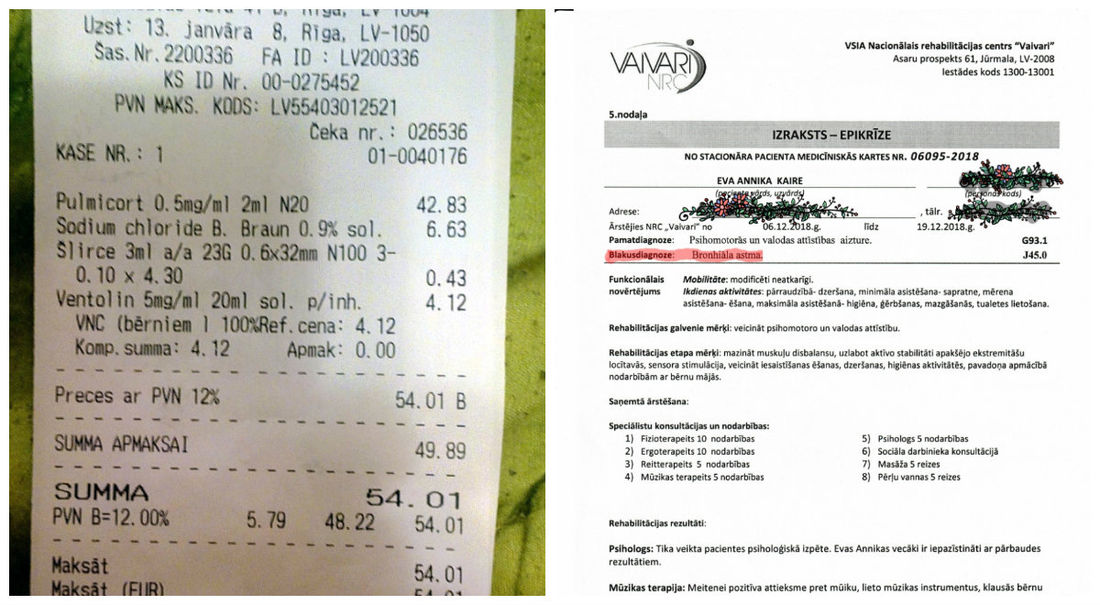 Uzst: 13. janvāra 8, Rīga, LV-1050
Šas.Nr.2200336 FA ID : LV200336
KS ID Nr. 00-0275452
PVN MAKS. KODS: LV55403012521
Čeka nr.: 026536
KASE NR.: 1 01-0040176
Pulmicort 0.5mg/ml 2ml N20 42.83
Sodium chloride B. Braun 0.9% sol. 6.63
Šlirce 3ml a/a 23G 0.6x32mm N100 3-
0.10 x 4.30 0.43
Ventolin 5mg/ml 20ml sol. p/inh. 4.12
VNC (bērniem l 100%Ref.cena: 4.12
Komp.summa: 4.12 Apmak: 0.00
Preces ar PVN 12% 54.01 B
SUMMA APMAKSAI 49.89
SUMMA 54.01
PVN B=12.00% 5.79 48.22 54.01
Maksāt 54.01
Maksāt (EUR) 54.01
VAIVARI
NRC
VSIA Nacionālais rehabilitācijas centrs "Vaivari"
Asaru prospekts 61, Jūrmala, LV-2008
Iestādes kods 1300-13001
5.nodaļa
IZRAKSTS – EPIKRĪZE
NO STACIONĀRA PACIENTA MEDICĪNISKĀS KARTES NR. 06095-2018
EVA ANNIKA KAIRE
(pacienta vārds, uzvārds) (personas kods)
Adrese: , tālr.
Ārstējies NRC „Vaivari" no 06.12.2018.g. līdz 19.12.2018.g.
Pamatdiagnoze: Psihomotorās un valodas attīstības aizture. G93.1
Blakusdiagnoze: Bronhiāla astma. J45.0
Funkcionālais novērtējums
Mobilitāte: modificēti neatkarīgi.
Ikdienas aktivitātes: pārraudzībā- dzeršana, minimāla asistēšana- sapratne, mērena
asistēšana- ēšana, maksimāla asistēšanā- higiēna, ģērbšanas, mazgāšanās, tualetes lietošana.
Rehabilitācijas galvenie mērķi: veicināt psihomotoro un valodas attīstību.
Rehabilitācijas etapa mērķi: mazināt muskuļu disbalansu, uzlabot aktīvo stabilitāti apakšējo ekstremitāšu
locītavās, sensora stimulācija, veicināt iesaistīšanas ēšanas, dzeršanas, higiēnas aktivitātēs, pavadoņa apmācībā
nodarbībām ar bērnu mājās.
Saņemtā ārstēšana:
Speciālistu konsultācijas un nodarbības:
1) Fizioterapeits 10 nodarbības
2) Ergoterapeits 10 nodarbības
3) Reitterapeits 5 nodarbības
4) Mūzikas terapeits 5 nodarbības
5) Psihologs 5 nodarbības
6) Sociāla darbinieka konsultācijā
7) Masāža 5 reizes
8) Pērļu vannas 5 reizes
Rehabilitācijas rezultāti:
Psihologs: Tika veikta pacientes psiholoģiskā izpēte. Evas Annikas vecāki ir iepazīstināti ar pārbaudes
rezultātiem.
Mūzikas terapija: Meitenei pozitīva attieksme pret mūiku, lieto mūzikas instrumentus, klausās bērnu